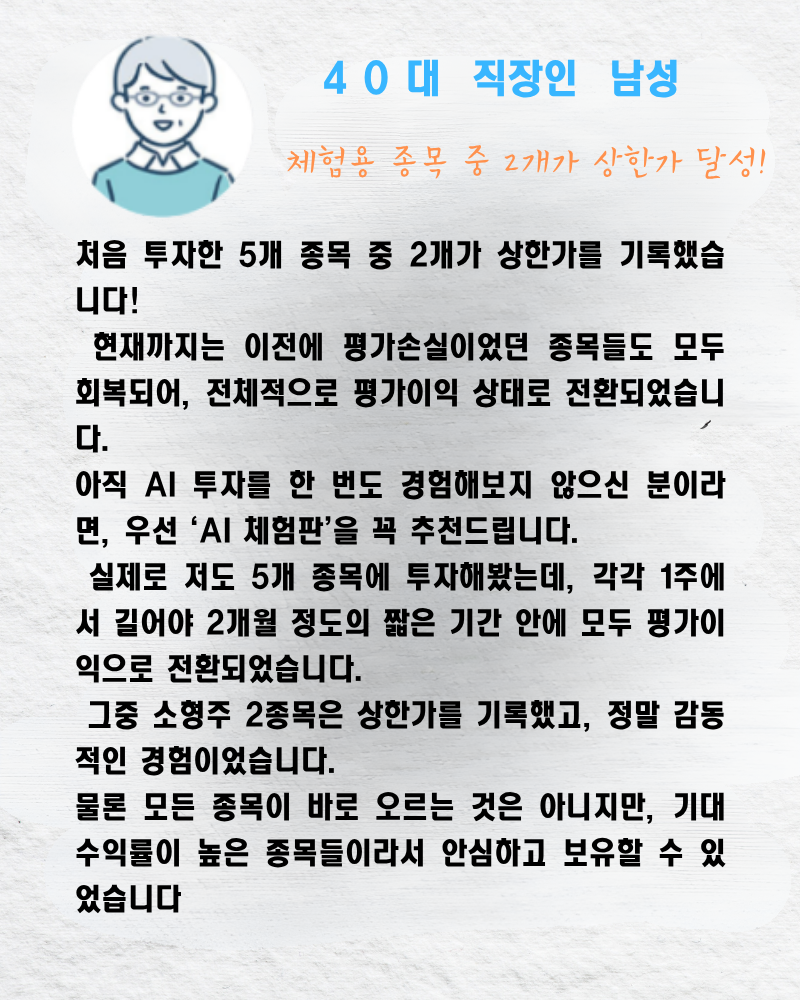 40대 직장인 남성
체험용 종목 중 2개가 상한가 달성!
처음 투자한 5개 종목 중 2개가 상한가를 기록했습
니다!
현재까지는 이전에 평가손실이었던 종목들도 모두
회복되어, 전체적으로 평가이익 상태로 전환되었습니
다.
아직 AI 투자를 한 번도 경험해보지 않으신 분이라
면, 우선 ‘AI 체험판’을 꼭 추천드립니다.
실제로 저도 5개 종목에 투자해봤는데, 각각 1주에
서 길어야 2개월 정도의 짧은 기간 안에 모두 평가이
익으로 전환되었습니다.
그중 소형주 2종목은 상한가를 기록했고, 정말 감동
적인 경험이었습니다.
물론 모든 종목이 바로 오르는 것은 아니지만, 기대
수익률이 높은 종목들이라서 안심하고 보유할 수 있
었습니다